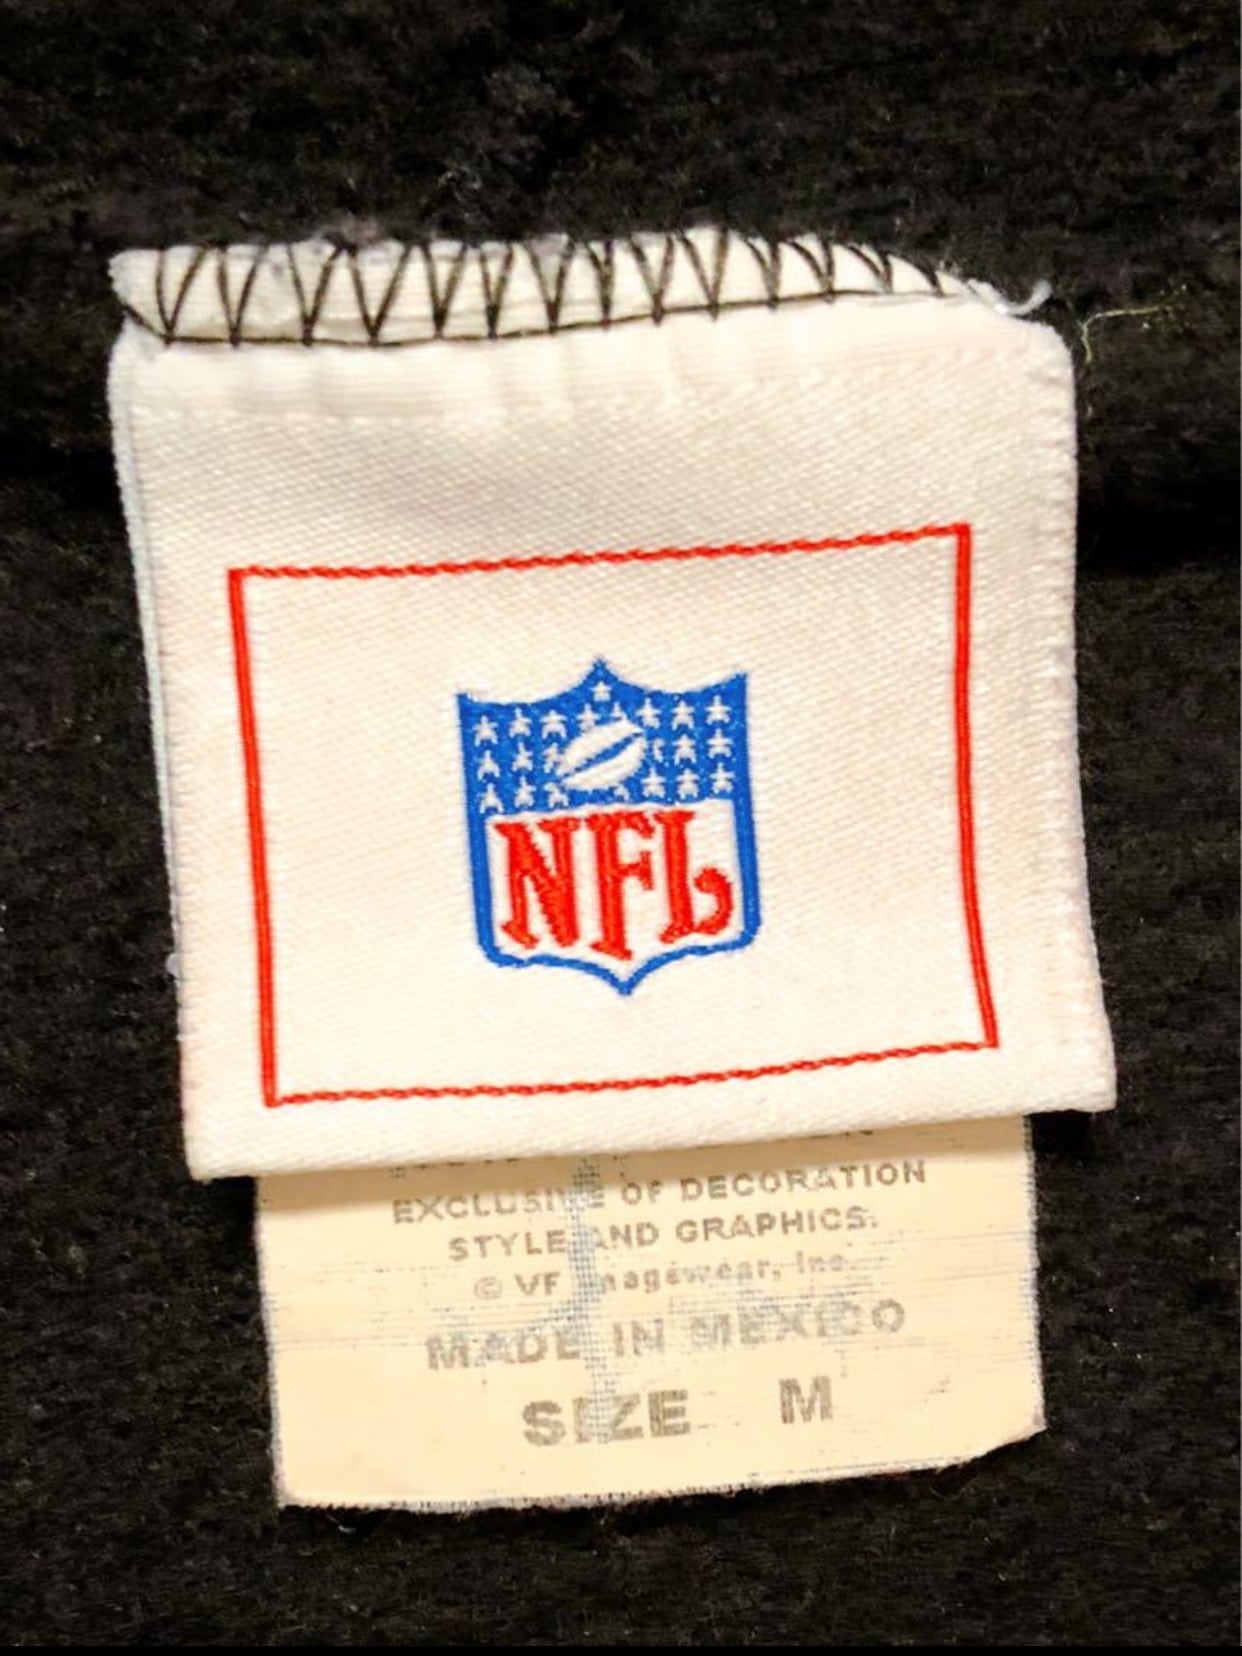 NFL
EXCLUSIVE OF DECORATION
STYLE AND GRAPHICS.
© VF Imagewear, Inc.
MADE IN MEXICO
SIZE M